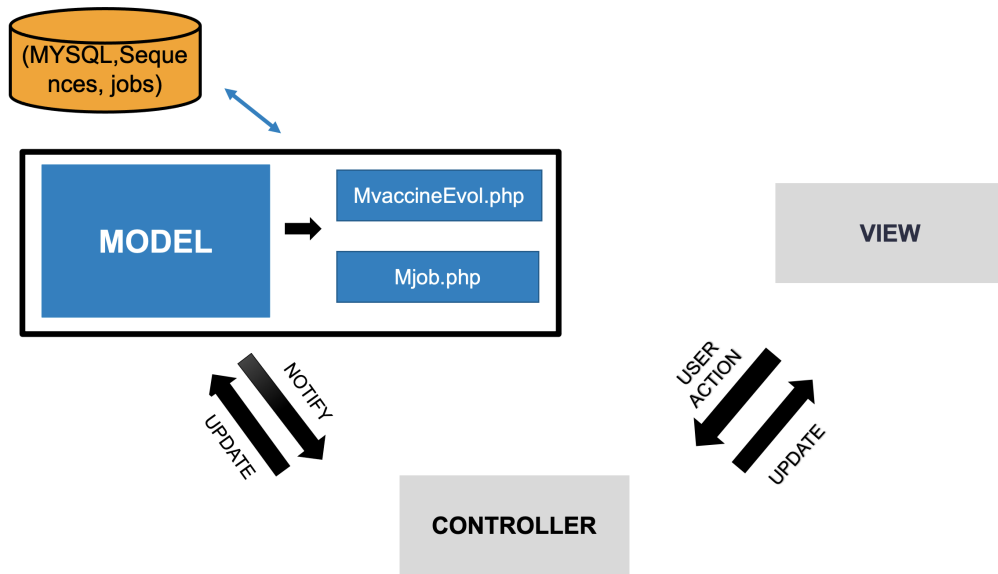 (MYSQL,Seque
nces, jobs)
MODEL
MvaccineEvol.php
Mjob.php
VIEW
NOTIFY
UPDATE
USER
ACTION
UPDATE
CONTROLLER